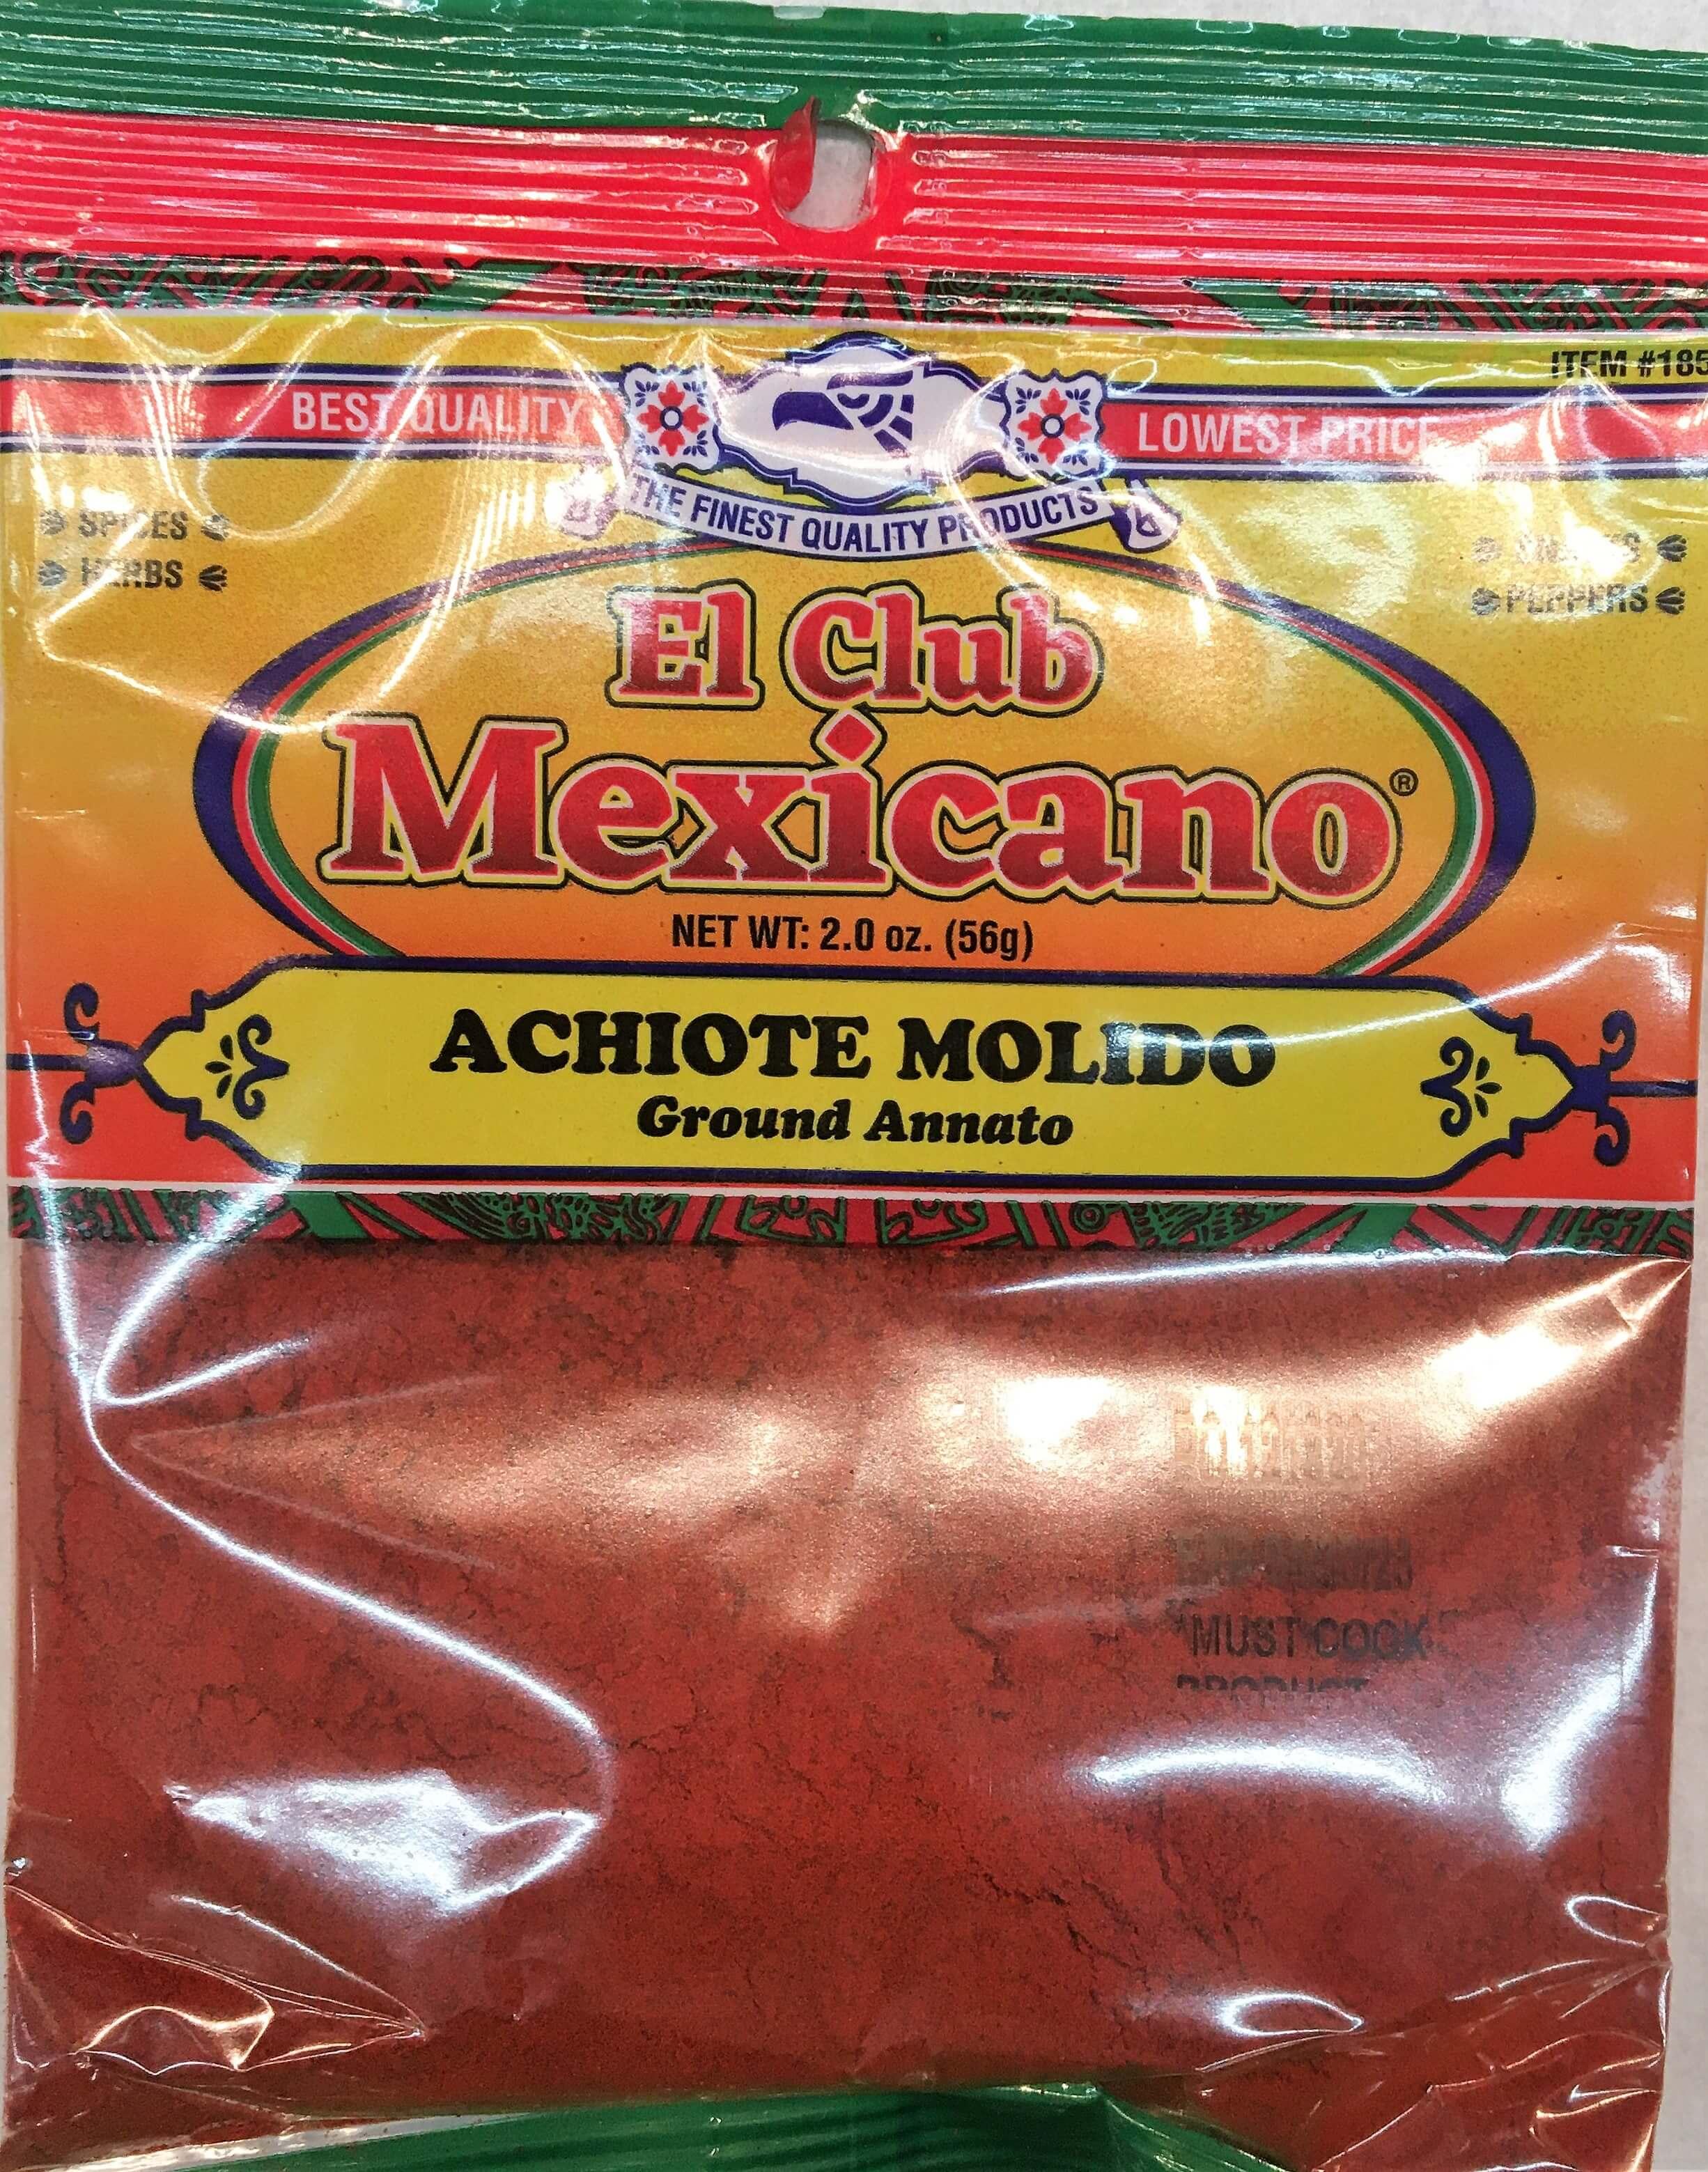 ITEM #185
BEST QUALITY
LOWEST PRICE
THE FINEST QUALITY PRODUCTS
SPICES
HERBS
PEPPERS
El Club
Mexicano®
NET WT: 2.0 oz. (56g)
ACHIOTE MOLIDO
Ground Annato
*MUST COOK
PRODUCT